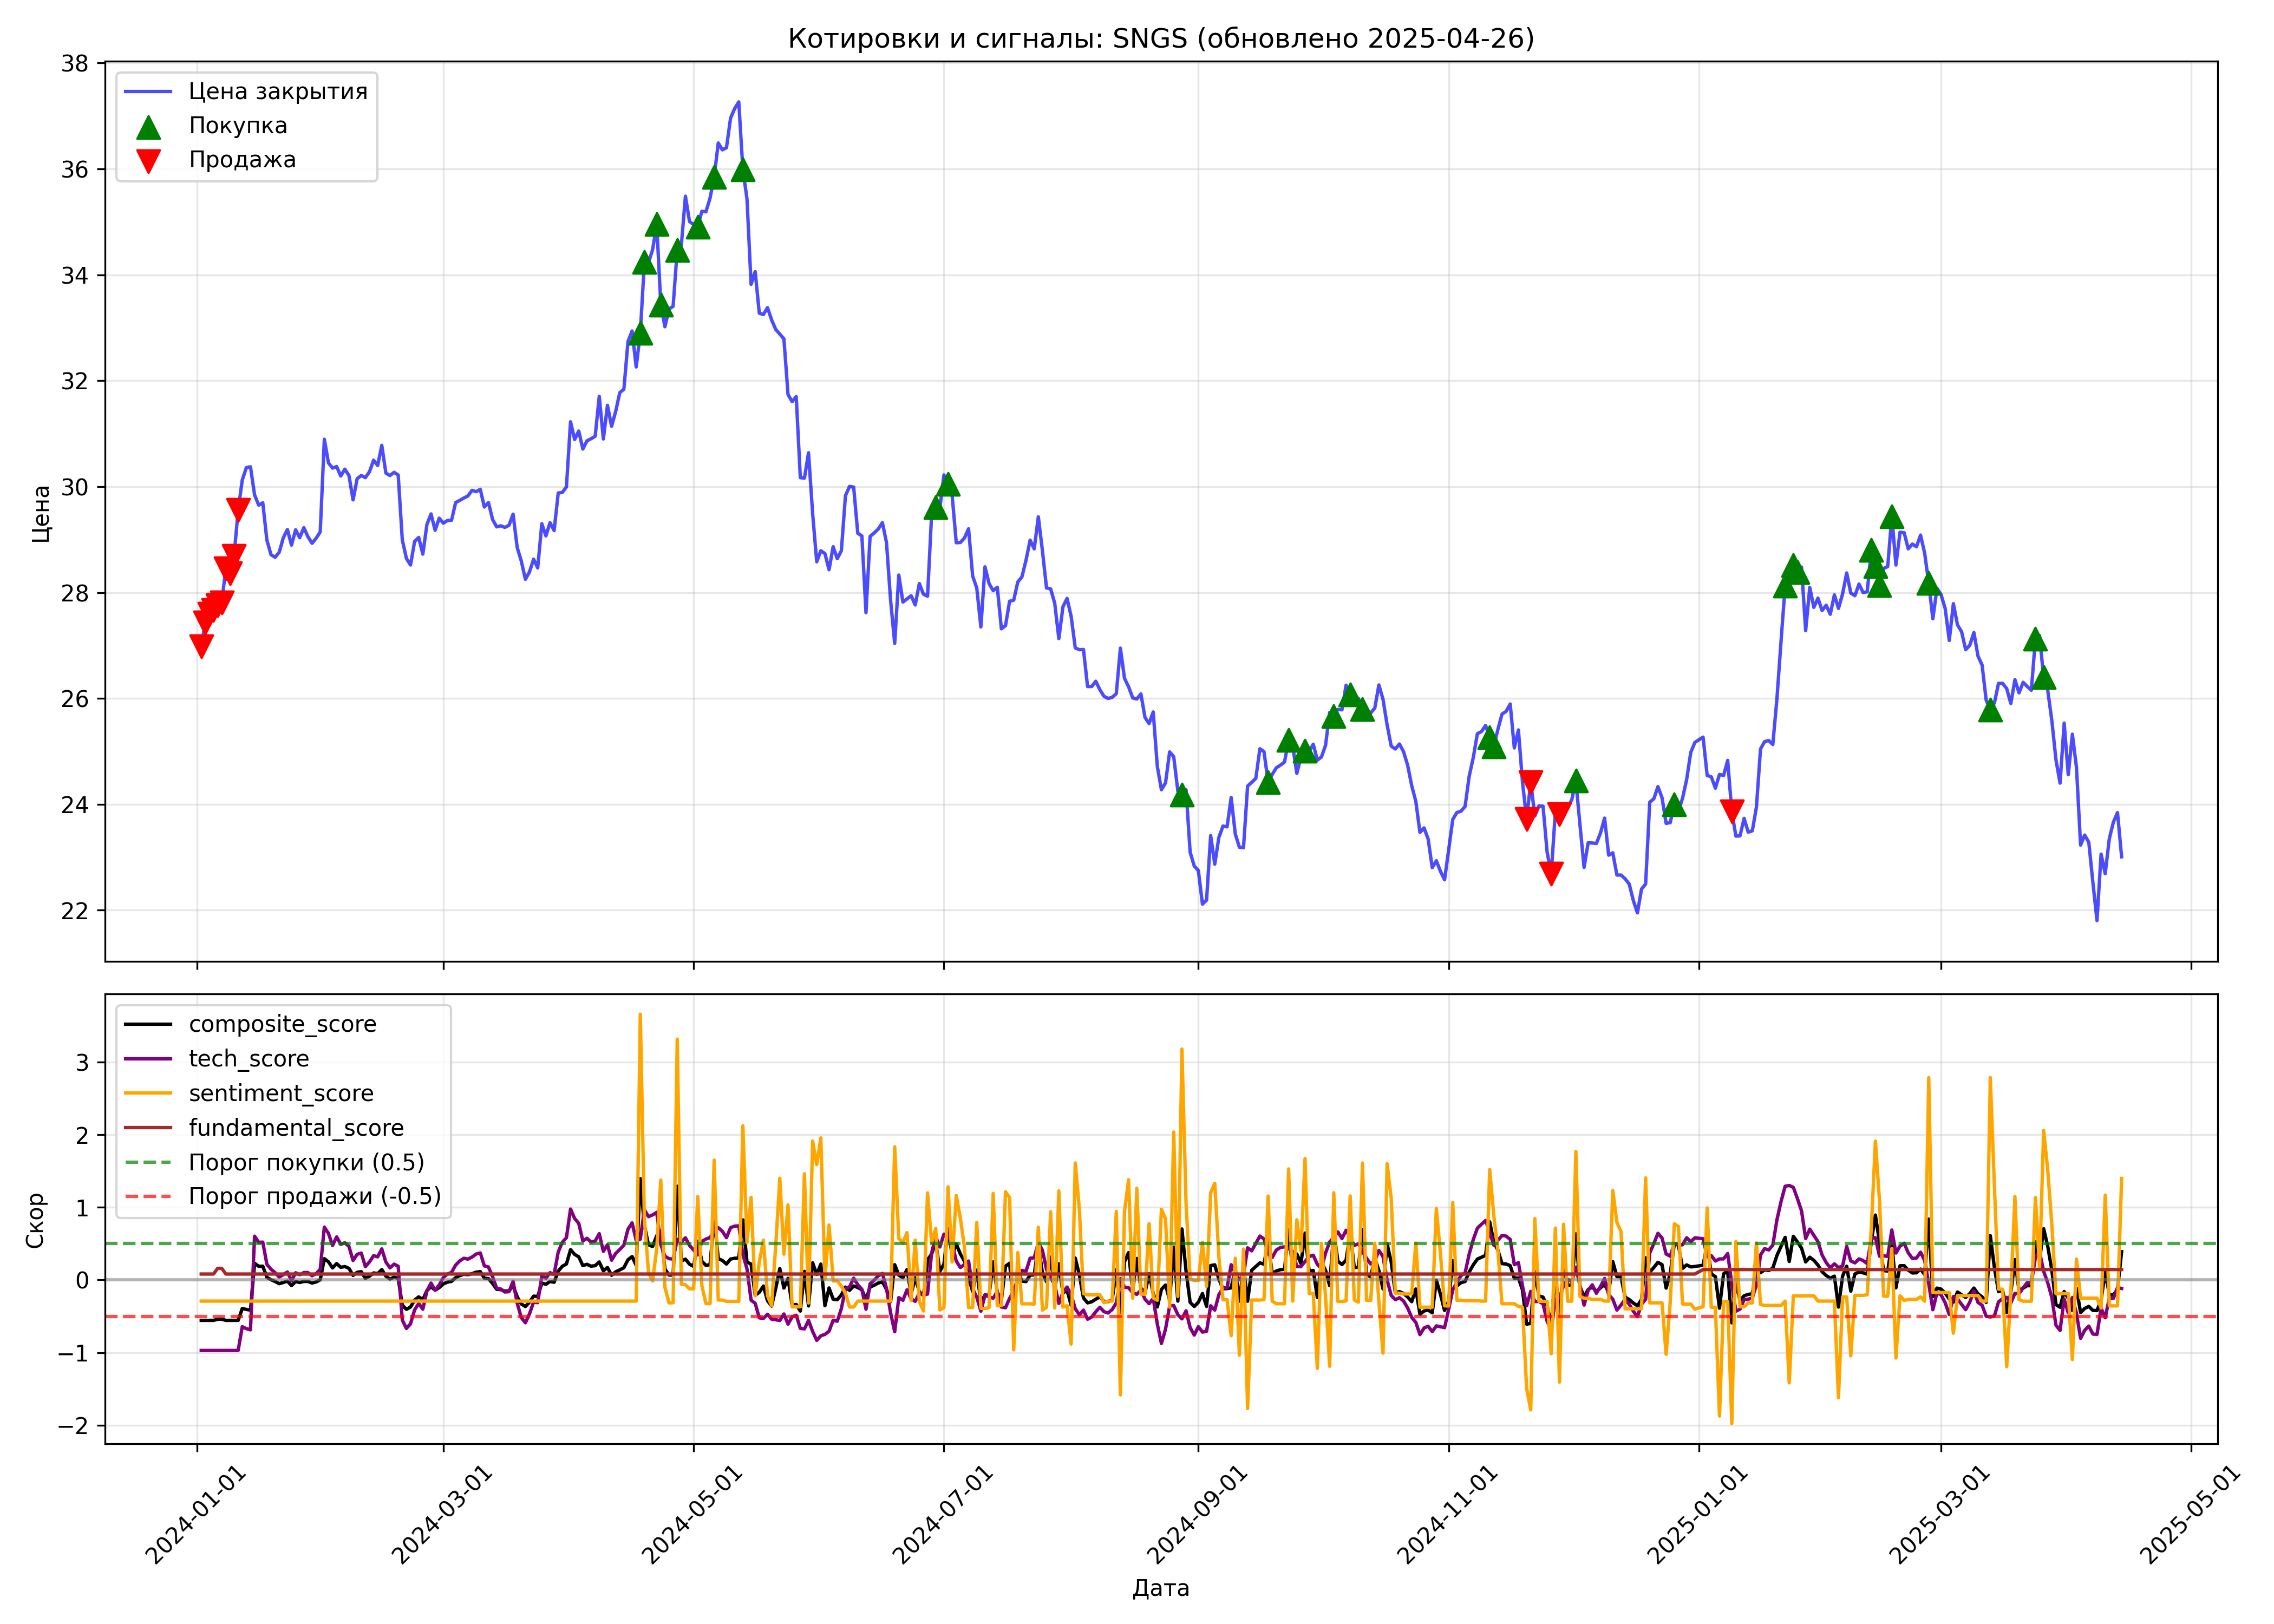 Котировки и сигналы: SNGS (обновлено 2025-04-26)
38
36
34
32
30
28
26
24
22
Цена
Цена закрытия
Покупка
Продажа
3
2
1
0
−1
−2
Скор
composite_score
tech_score
sentiment_score
fundamental_score
Порог покупки (0.5)
Порог продажи (-0.5)
2024-01-01
2024-03-01
2024-05-01
2024-07-01
2024-09-01
2024-11-01
2025-01-01
2025-03-01
2025-05-01
Дата